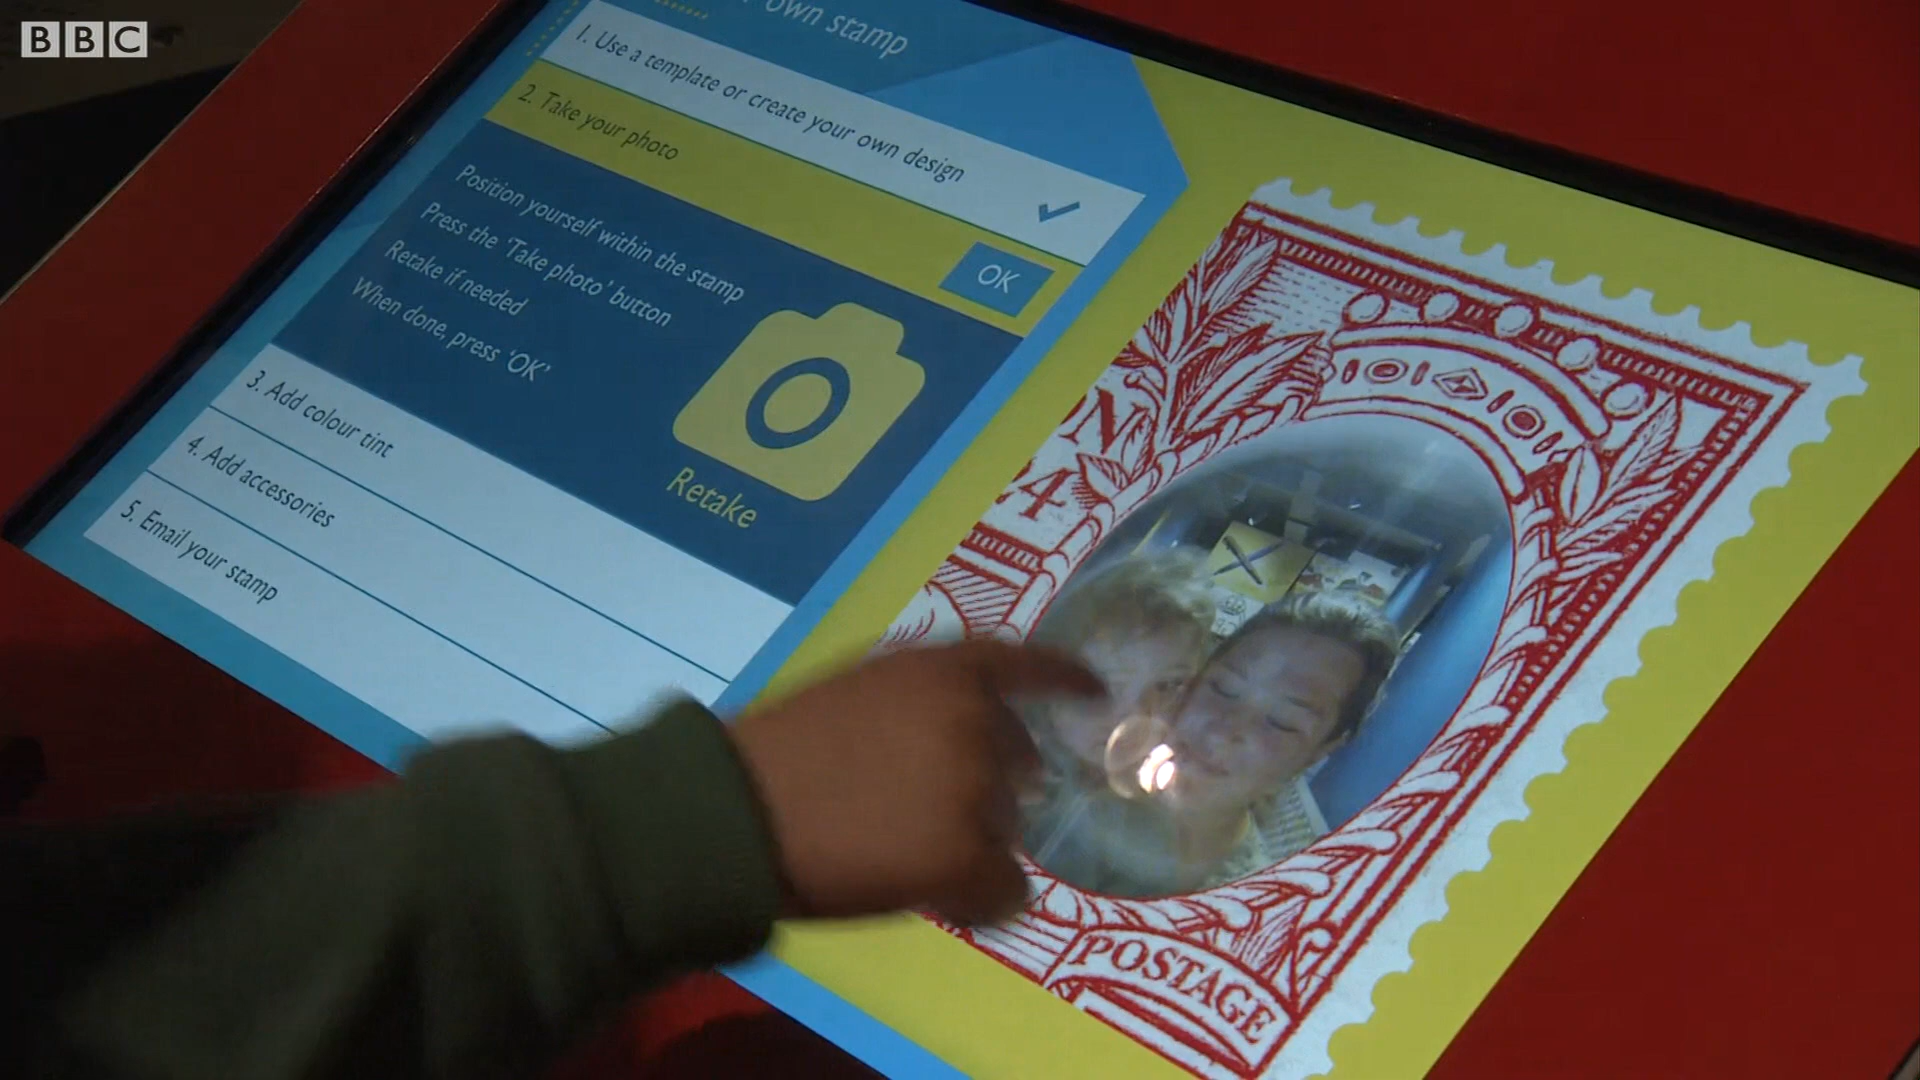 BBC
own stamp
1. Use a template or create your own design
2. Take your photo
OK
Position yourself within the stamp
Press the 'Take photo' button
Retake if needed
When done, press 'OK'
Retake
3. Add colour tint
4. Add accessories
5. Email your stamp
POSTAGE